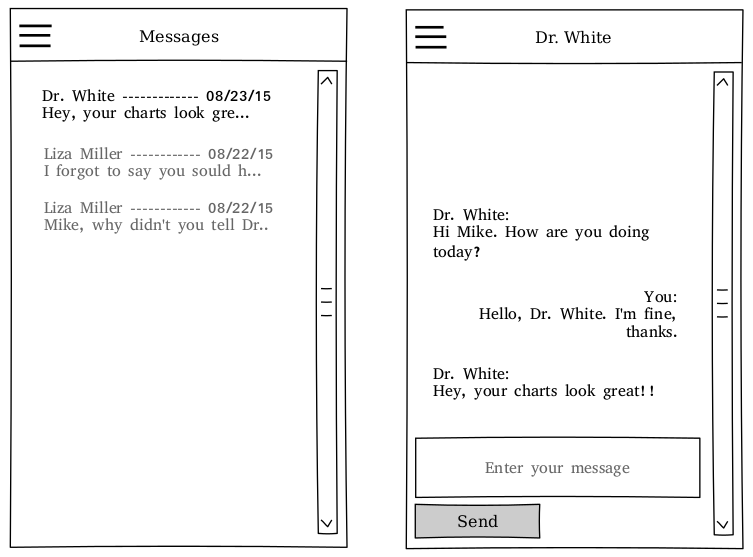 Messages
Dr. White ------------- 08/23/15
Hey, your charts look gre...
Liza Miller ------------ 08/22/15
I forgot to say you sould h...
Liza Miller ------------ 08/22/15
Mike, why didn't you tell Dr..
Dr. White
Dr. White:
Hi Mike. How are you doing
today?
You:
Hello, Dr. White. I'm fine,
thanks.
Dr. White:
Hey, your charts look great!!
Enter your message
Send